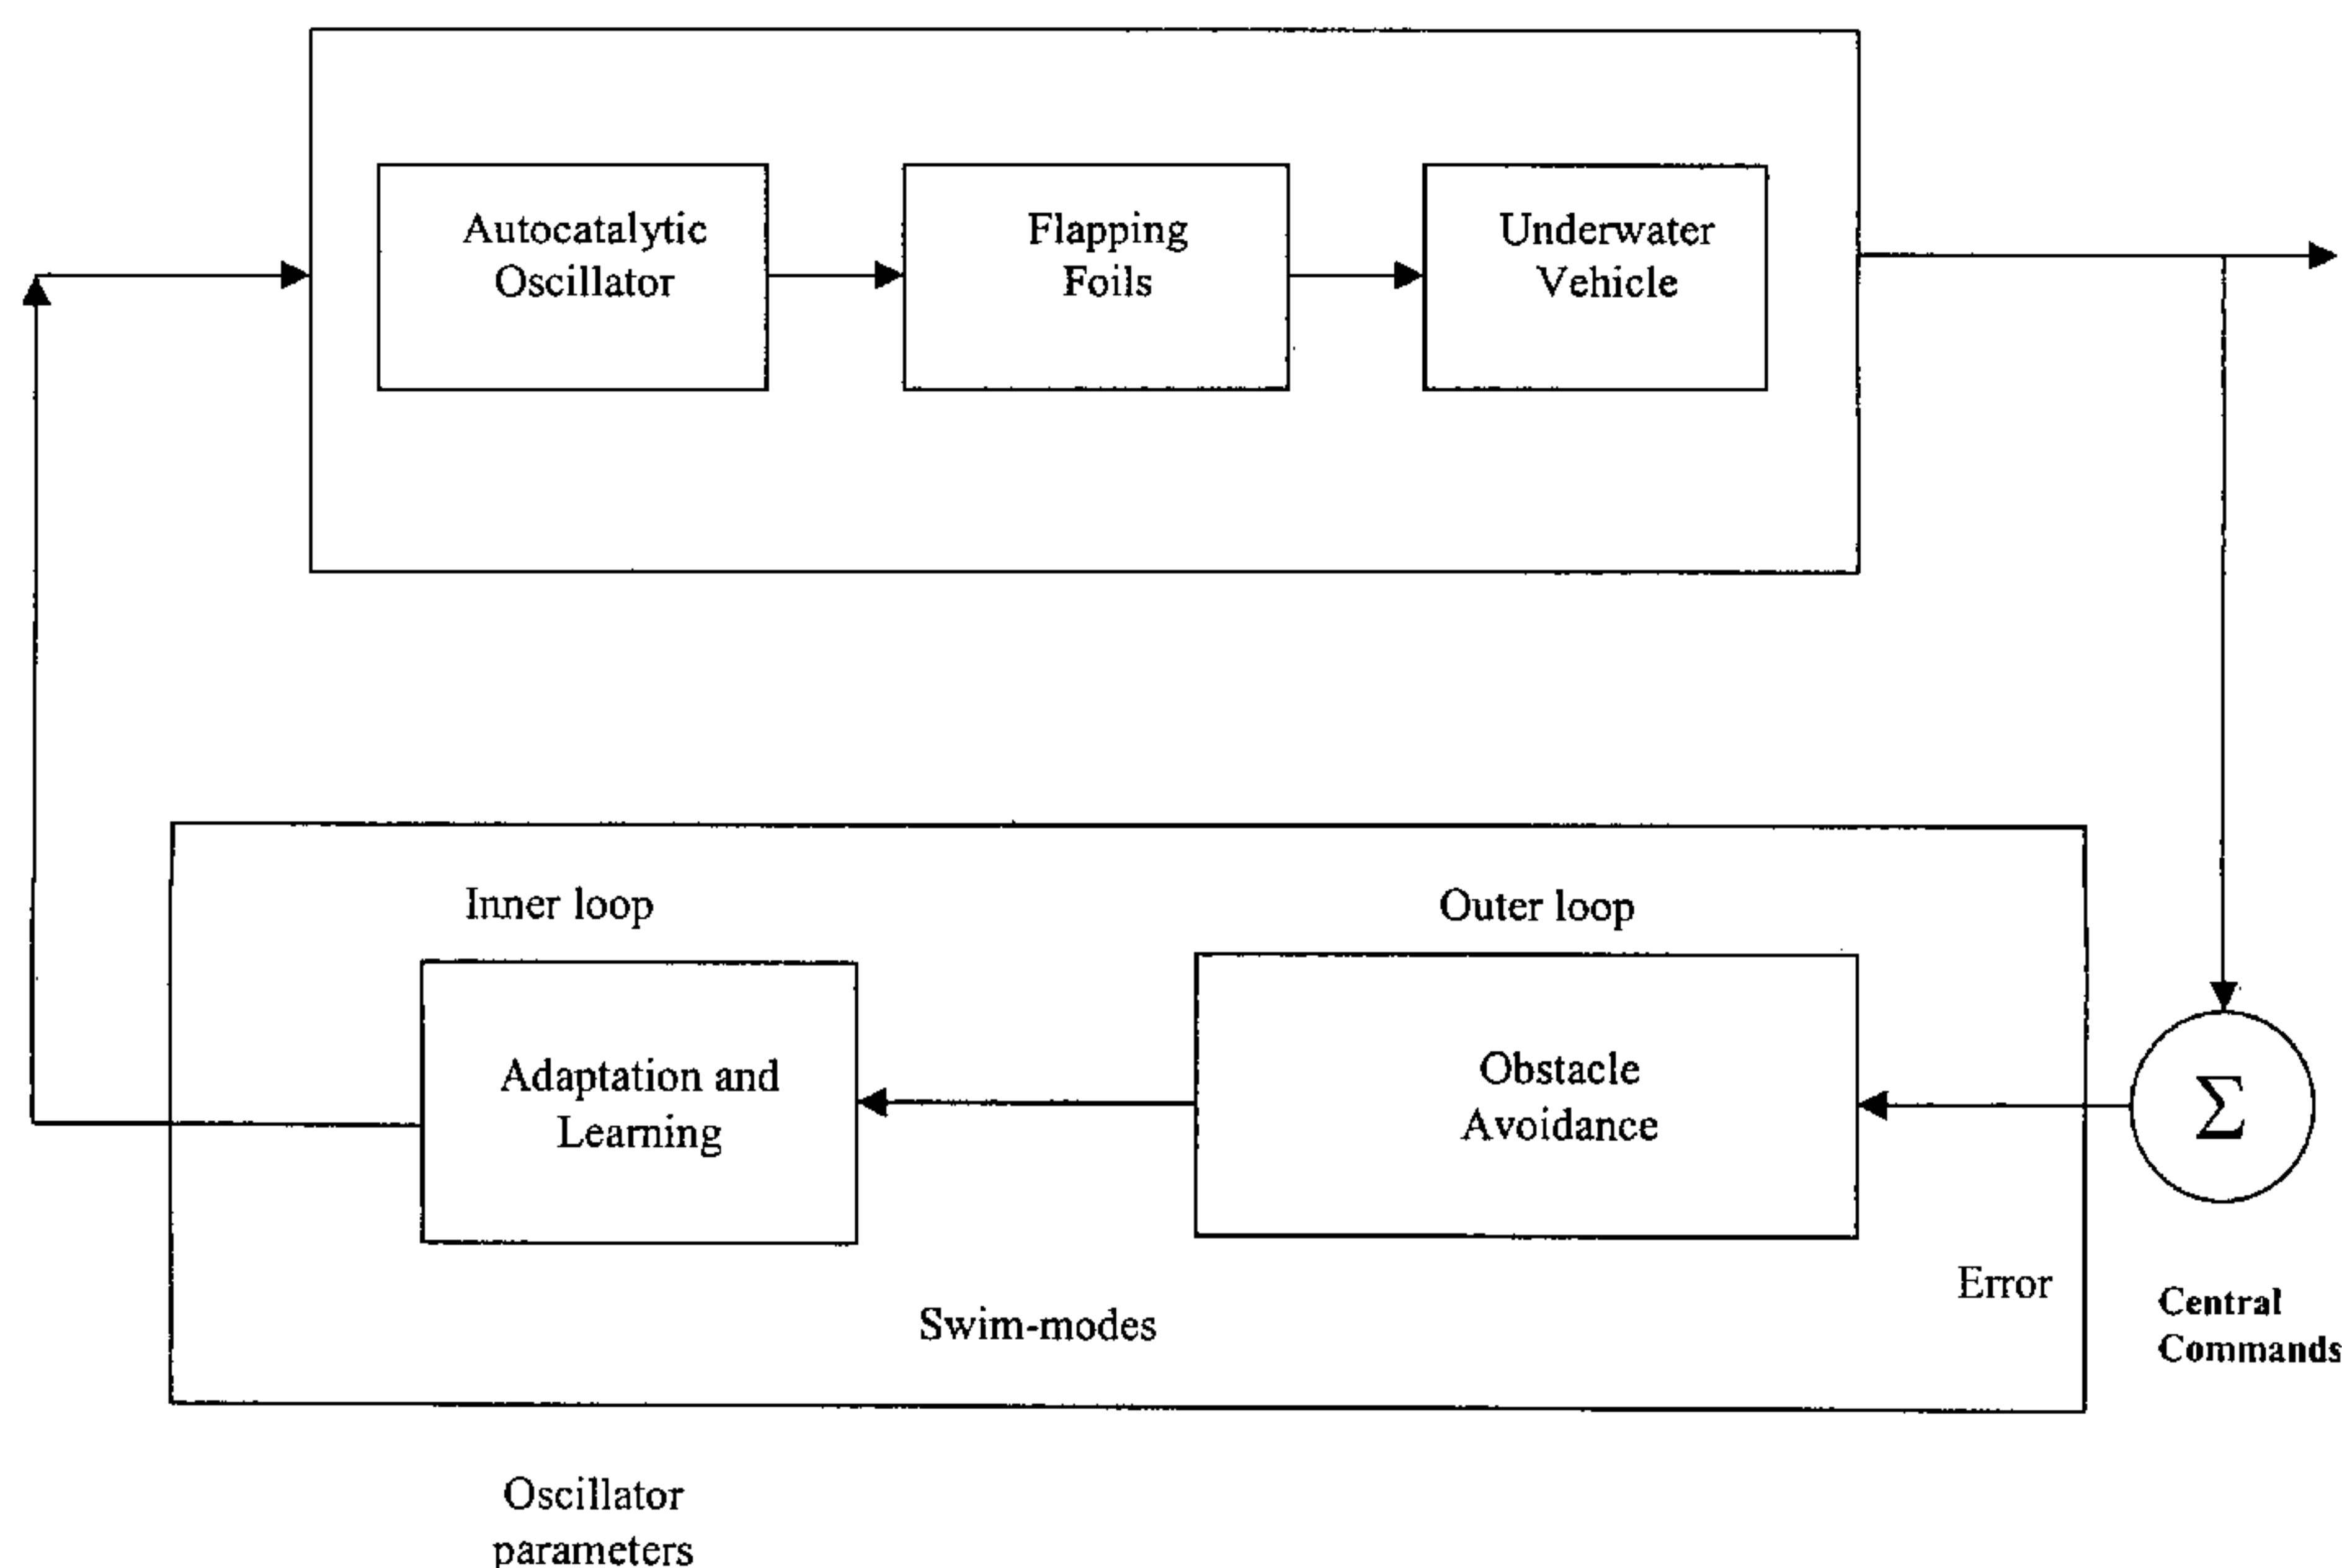 Autocatalytic
Oscillator
Flapping
Foils
Underwater
Vehicle
Inner loop
Outer loop
Adaptation and
Learning
Obstacle
Avoidance
Σ
Error
Swim-modes
Central
Commands
Oscillator
parameters